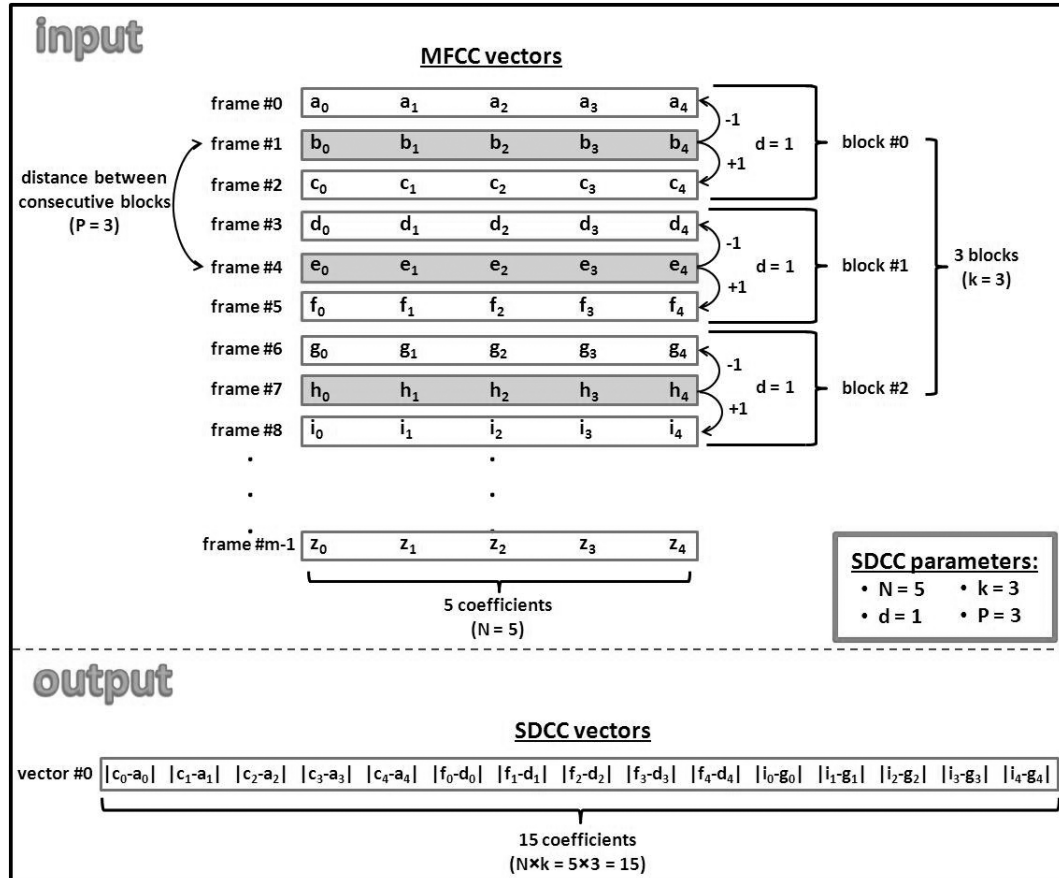 input
MFCC vectors
frame #0 a₀ a₁ a₂ a₃ a₄
-1
frame #1 b₀ b₁ b₂ b₃ b₄ d = 1 block #0
+1
frame #2 c₀ c₁ c₂ c₃ c₄
distance between
consecutive blocks
(P = 3)
frame #3 d₀ d₁ d₂ d₃ d₄
-1
frame #4 e₀ e₁ e₂ e₃ e₄ d = 1 block #1
+1
frame #5 f₀ f₁ f₂ f₃ f₄
3 blocks
(k = 3)
frame #6 g₀ g₁ g₂ g₃ g₄
-1
frame #7 h₀ h₁ h₂ h₃ h₄ d = 1 block #2
+1
frame #8 i₀ i₁ i₂ i₃ i₄
. .
. .
. .
frame #m-1 z₀ z₁ z₂ z₃ z₄
5 coefficients
(N = 5)
SDCC parameters:
• N = 5 • k = 3
• d = 1 • P = 3
output
SDCC vectors
vector #0 |c₀-a₀| |c₁-a₁| |c₂-a₂| |c₃-a₃| |c₄-a₄| |f₀-d₀| |f₁-d₁| |f₂-d₂| |f₃-d₃| |f₄-d₄| |i₀-g₀| |i₁-g₁| |i₂-g₂| |i₃-g₃| |i₄-g₄|
15 coefficients
(N×k = 5×3 = 15)